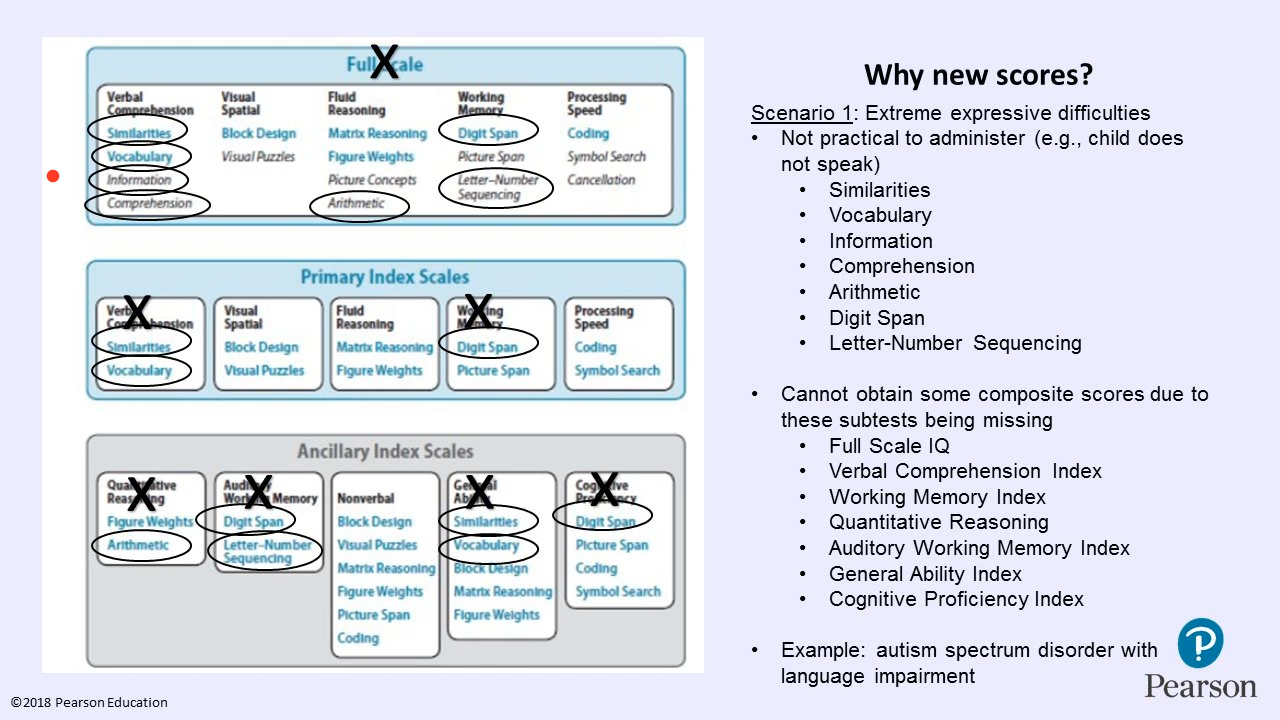 Full Scale
X
Verbal Comprehension
Similarities
Vocabulary
Information
Comprehension
Visual Spatial
Block Design
Visual Puzzles
Fluid Reasoning
Matrix Reasoning
Figure Weights
Picture Concepts
Arithmetic
Working Memory
Digit Span
Picture Span
Letter–Number
Sequencing
Processing Speed
Coding
Symbol Search
Cancellation
Primary Index Scales
X
Verbal Comprehension
Similarities
Vocabulary
Visual Spatial
Block Design
Visual Puzzles
Fluid Reasoning
Matrix Reasoning
Figure Weights
X
Working Memory
Digit Span
Picture Span
Processing Speed
Coding
Symbol Search
Ancillary Index Scales
X
Quantitative Reasoning
Figure Weights
Arithmetic
X
Auditory Working Memory
Digit Span
Letter–Number
Sequencing
Nonverbal
Block Design
Visual Puzzles
Matrix Reasoning
Figure Weights
Picture Span
Coding
X
General Ability
Similarities
Vocabulary
Block Design
Matrix Reasoning
Figure Weights
X
Cognitive Proficiency
Digit Span
Picture Span
Coding
Symbol Search
Why new scores?
Scenario 1: Extreme expressive difficulties
• Not practical to administer (e.g., child does
not speak)
• Similarities
• Vocabulary
• Information
• Comprehension
• Arithmetic
• Digit Span
• Letter-Number Sequencing
• Cannot obtain some composite scores due to
these subtests being missing
• Full Scale IQ
• Verbal Comprehension Index
• Working Memory Index
• Quantitative Reasoning
• Auditory Working Memory Index
• General Ability Index
• Cognitive Proficiency Index
• Example: autism spectrum disorder with
language impairment
P
Pearson
©2018 Pearson Education